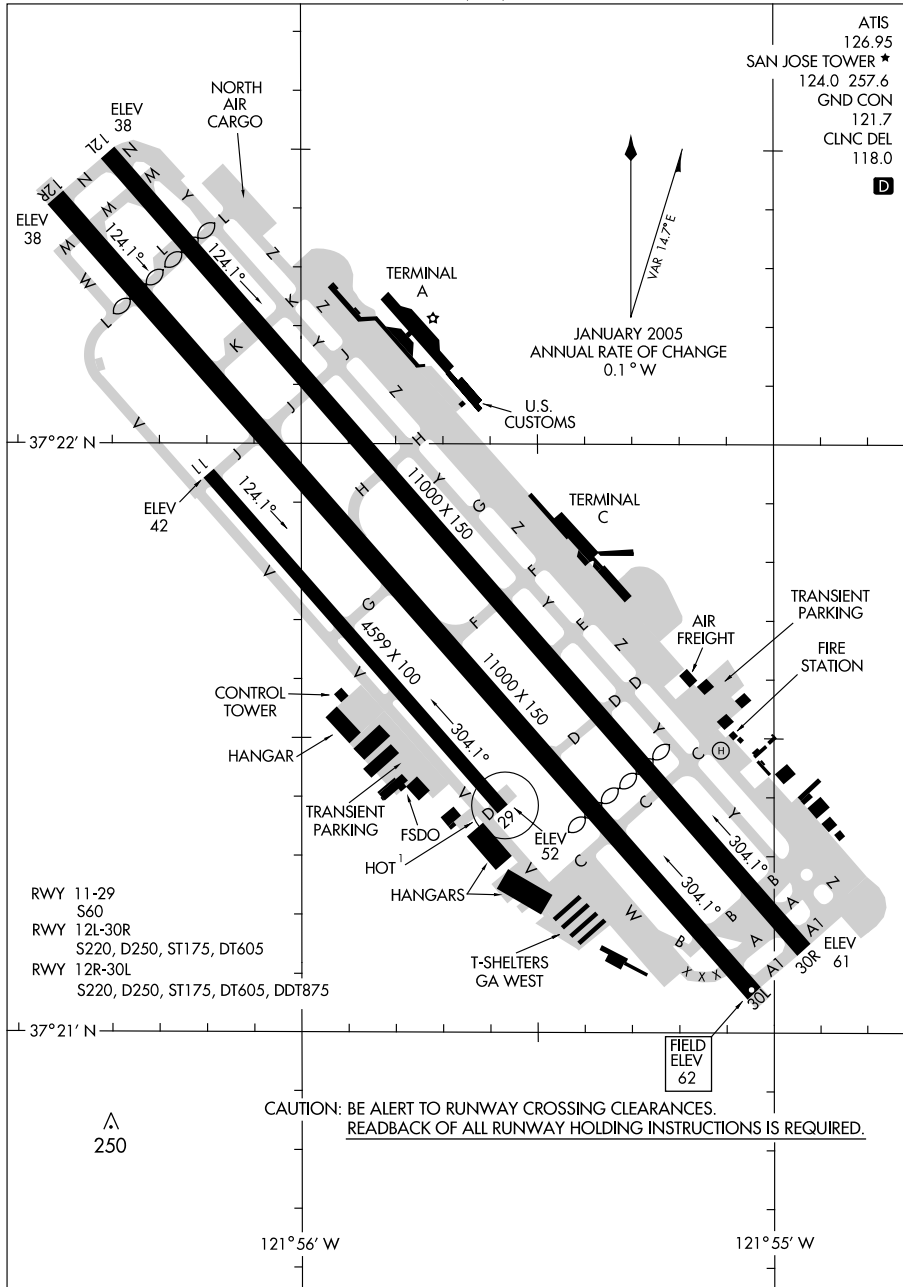 ATIS
126.95
SAN JOSE TOWER ★
124.0 257.6
GND CON
121.7
CLNC DEL
118.0
D
NORTH
AIR
CARGO
ELEV
38
12L
12R
ELEV
38
N
N
W
W
Y
L
Z
W
W
W
L
L
124.1°
124.1°
VAR 14.7° E
JANUARY 2005
ANNUAL RATE OF CHANGE
0.1° W
TERMINAL
A
U.S.
CUSTOMS
K
Z
Y
J
Z
K
J
V
J
H
H
Y
G
Z
37°22' N
11
ELEV
42
124.1°
11000 X 150
TERMINAL
C
V
G
4599 X 100
F
F
Y
E
Z
11000 X 150
V
AIR
FREIGHT
TRANSIENT
PARKING
FIRE
STATION
CONTROL
TOWER
HANGAR
304.1°
D
D
D
Y
C
H
TRANSIENT
PARKING
FSDO
V
D
29
ELEV
52
HOT 1
HANGARS
V
C
C
Y
304.1°
304.1°
W
B
B
B
A
A
Z
T-SHELTERS
GA WEST
X X X
A1
A1
30R
ELEV
61
30L
RWY 11-29
S60
RWY 12L-30R
S220, D250, ST175, DT605
RWY 12R-30L
S220, D250, ST175, DT605, DDT875
37°21' N
FIELD
ELEV
62
CAUTION: BE ALERT TO RUNWAY CROSSING CLEARANCES.
READBACK OF ALL RUNWAY HOLDING INSTRUCTIONS IS REQUIRED.
250
121°56' W
121°55' W